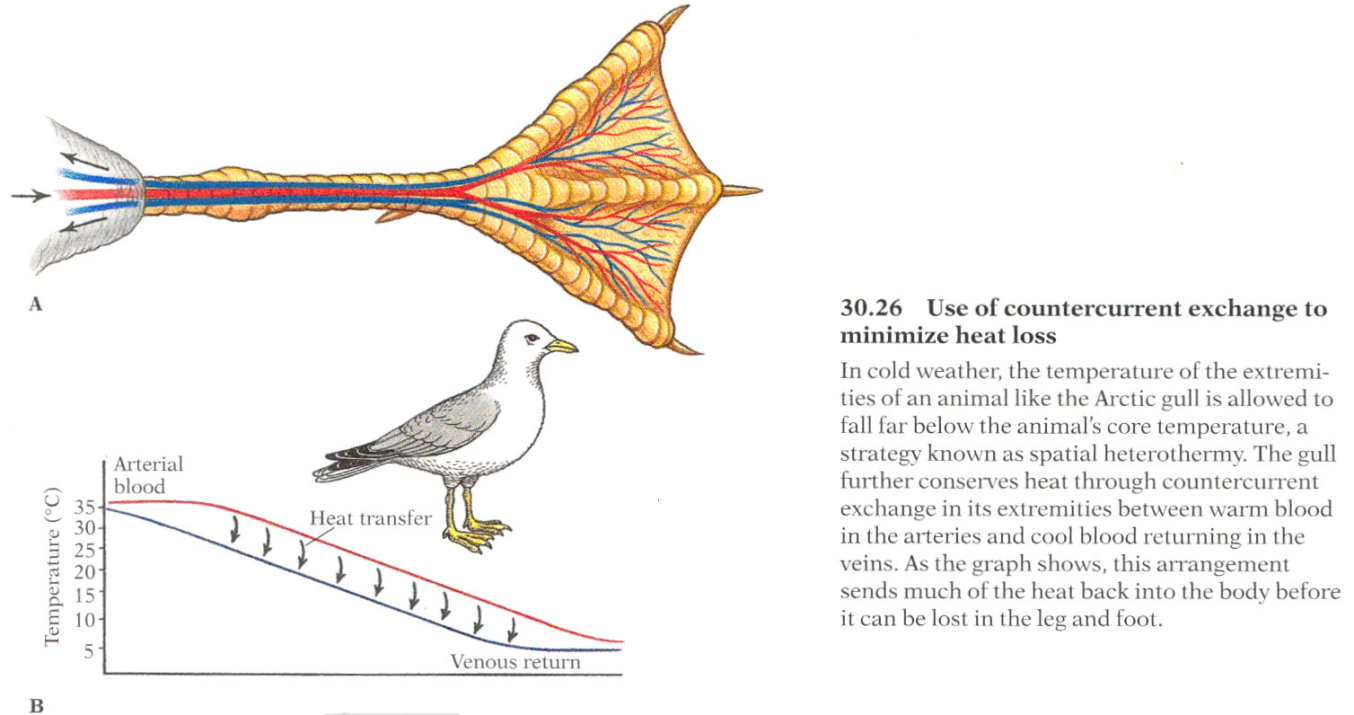 A
30.26 Use of countercurrent exchange to
minimize heat loss
In cold weather, the temperature of the extremi-
ties of an animal like the Arctic gull is allowed to
fall far below the animal's core temperature, a
strategy known as spatial heterothermy. The gull
further conserves heat through countercurrent
exchange in its extremities between warm blood
in the arteries and cool blood returning in the
veins. As the graph shows, this arrangement
sends much of the heat back into the body before
it can be lost in the leg and foot.
Arterial
blood
Heat transfer
Temperature (°C)
35
30
25
20
15
10
5
Venous return
B